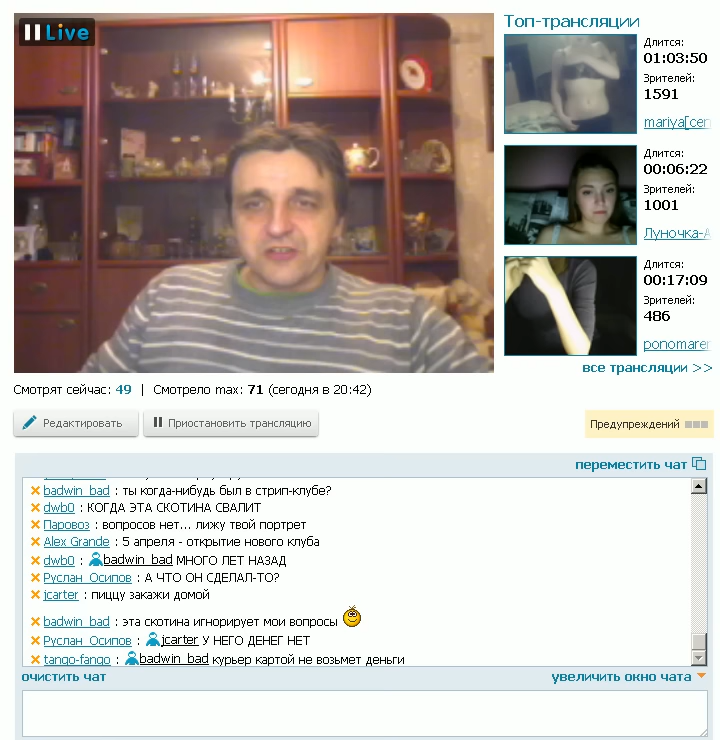 Live
Топ-трансляции
Длится:
01:03:50
Зрителей:
1591
Длится:
00:06:22
Зрителей:
1001
Луночка-
Длится:
00:17:09
Зрителей:
486
все трансляции >>
Смотрят сейчас: 49 | Смотрело max: 71 (сегодня в 20:42)
Редактировать
Приостановить трансляцию
Предупреждений
переместить чат
badwin_bad : ты когда-нибудь был в стрип-клубе?
dwb0 : КОГДА ЭТА СКОТИНА СВАЛИТ
Паровоз : вопросов нет... лижу твой портрет
Alex Grande : 5 апреля - открытие нового клуба
dwb0 : badwin_bad МНОГО ЛЕТ НАЗАД
Руслан_Осипов : А ЧТО ОН СДЕЛАЛ-ТО?
jcarter : пиццу закажи домой
badwin_bad : эта скотина игнорирует мои вопросы
Руслан_Осипов : jcarter У НЕГО ДЕНЕГ НЕТ
tango-fango : badwin_bad курьер картой не возьмет деньги
очистить чат
увеличить окно чата